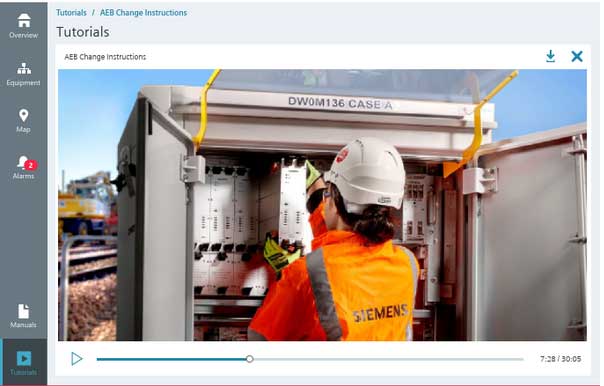 Tutorials / AEB Change Instructions
Tutorials
AEB Change Instructions
Overview
Equipment
Map
2
Alarms
Manuals
Tutorials
DW0M136 CASE A
SIEMENS
7:28 / 30:05